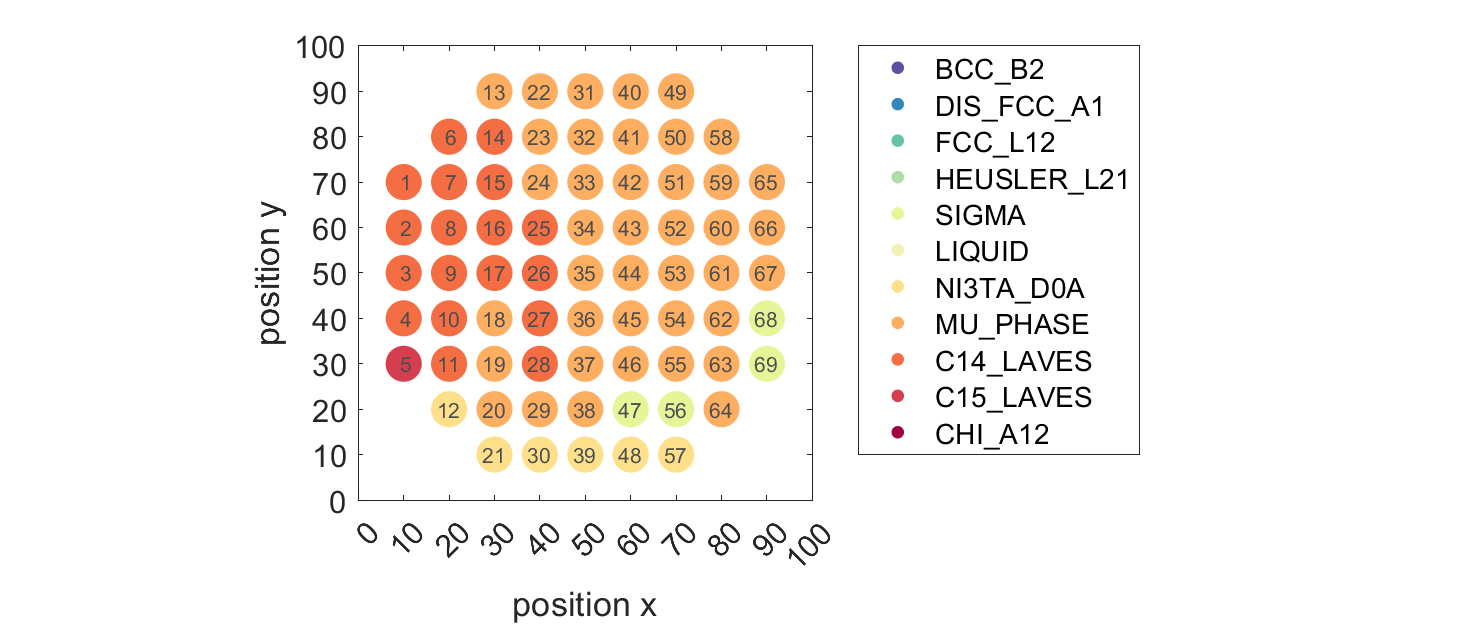 100
90
80
70
60
50
40
30
20
10
0
13 22 31 40 49
6 14 23 32 41 50 58
1 7 15 24 33 42 51 59 65
2 8 16 25 34 43 52 60 66
3 9 17 26 35 44 53 61 67
4 10 18 27 36 45 54 62 68
5 11 19 28 37 46 55 63 69
12 20 29 38 47 56 64
21 30 39 48 57
0 10 20 30 40 50 60 70 80 90 100
position x
position y
BCC_B2
DIS_FCC_A1
FCC_L12
HEUSLER_L21
SIGMA
LIQUID
NI3TA_D0A
MU_PHASE
C14_LAVES
C15_LAVES
CHI_A12